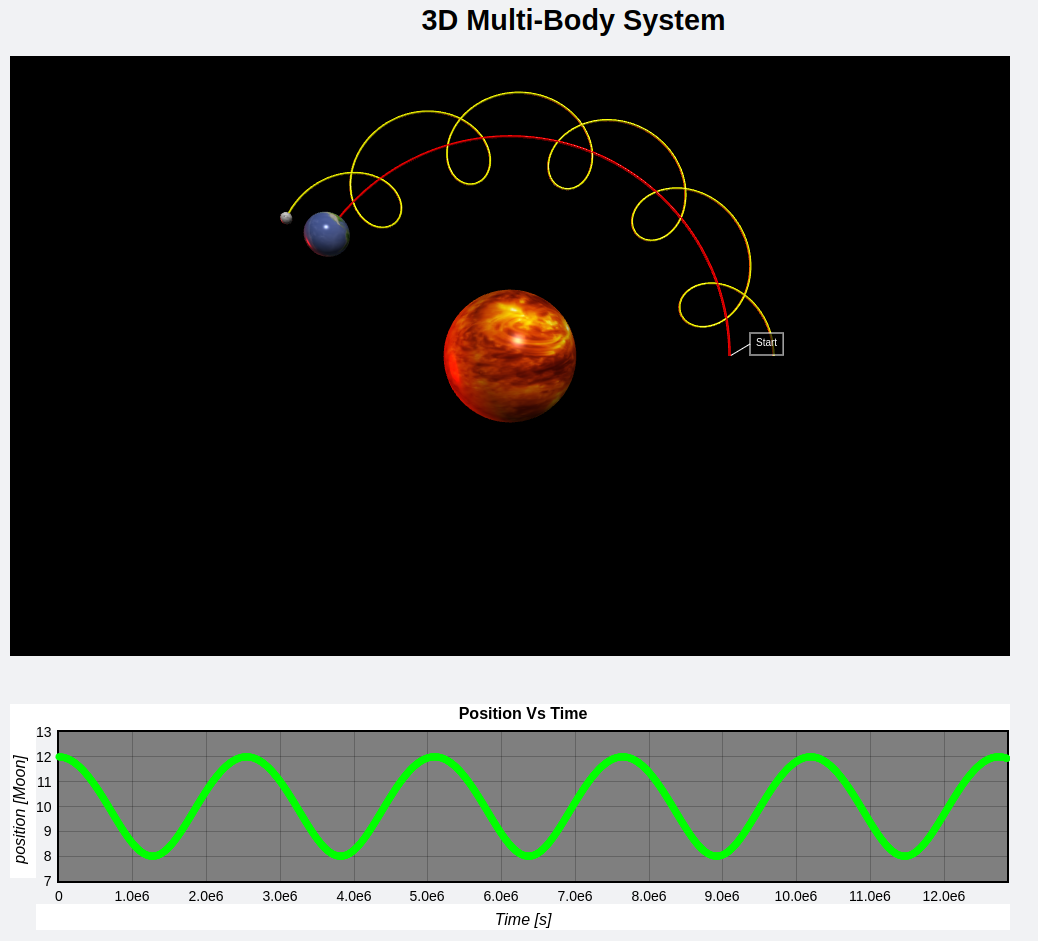 3D Multi-Body System
Start
Position Vs Time
position [Moon]
13
12
11
10
9
8
7
0 1.0e6 2.0e6 3.0e6 4.0e6 5.0e6 6.0e6 7.0e6 8.0e6 9.0e6 10.0e6 11.0e6 12.0e6
Time [s]